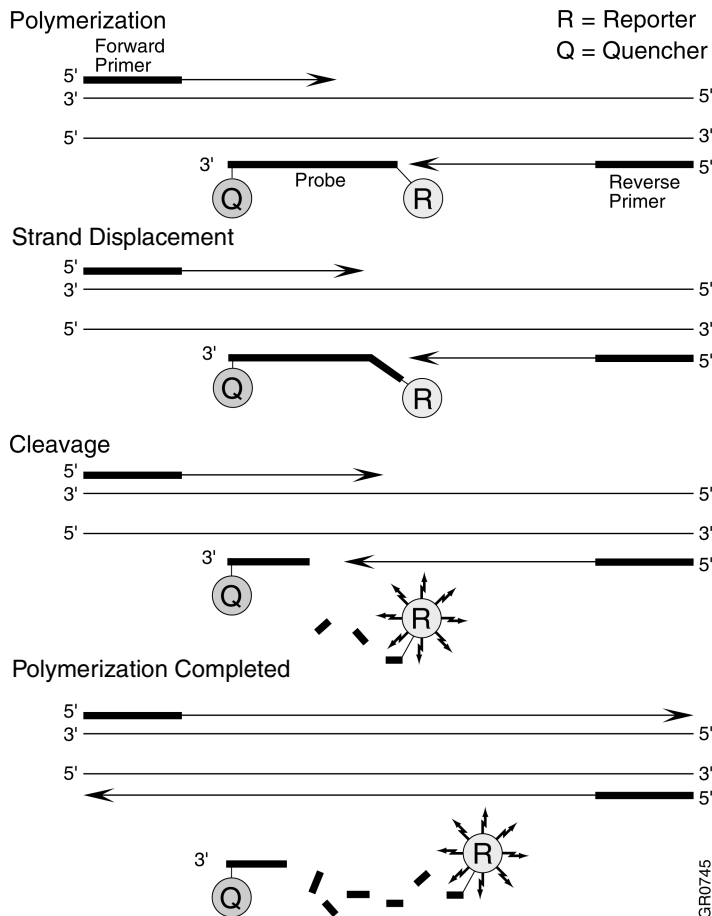 Polymerization
R = Reporter
Q = Quencher
Forward
Primer
5'
3'
5'
5'
3'
3'
5'
Q
Probe
R
Reverse
Primer
Strand Displacement
5'
3'
5'
5'
3'
3'
5'
Q
R
Cleavage
5'
3'
5'
5'
3'
3'
5'
Q
R
Polymerization Completed
5'
3'
5'
5'
3'
5'
R
3'
Q
GR0745